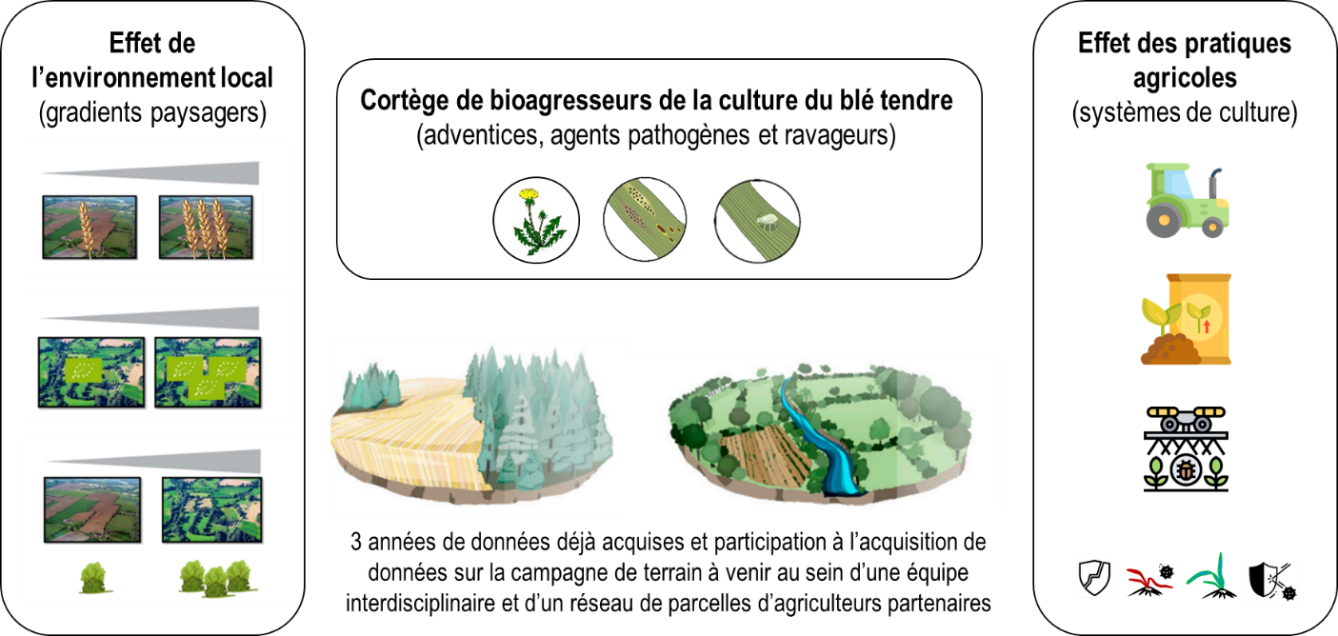 Effet de
l’environnement local
(gradients paysagers)
Cortège de bioagresseurs de la culture du blé tendre
(adventices, agents pathogènes et ravageurs)
3 années de données déjà acquises et participation à l’acquisition de
données sur la campagne de terrain à venir au sein d’une équipe
interdisciplinaire et d’un réseau de parcelles d’agriculteurs partenaires
Effet des pratiques
agricoles
(systèmes de culture)